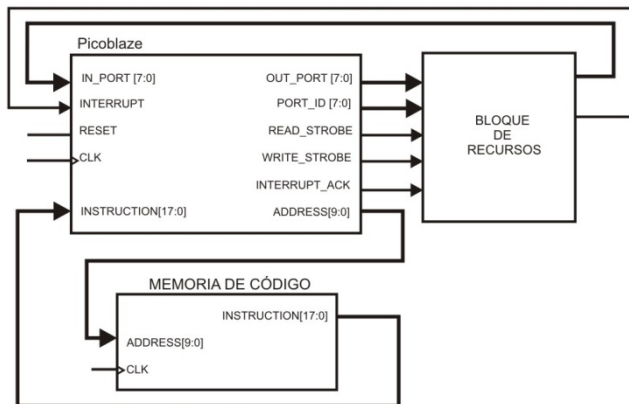 Picoblaze
IN_PORT [7:0]
INTERRUPT
RESET
CLK
INSTRUCTION[17:0]
OUT_PORT [7:0]
PORT_ID [7:0]
READ_STROBE
WRITE_STROBE
INTERRUPT_ACK
ADDRESS[9:0]
BLOQUE
DE
RECURSOS
MEMORIA DE CÓDIGO
INSTRUCTION[17:0]
ADDRESS[9:0]
CLK